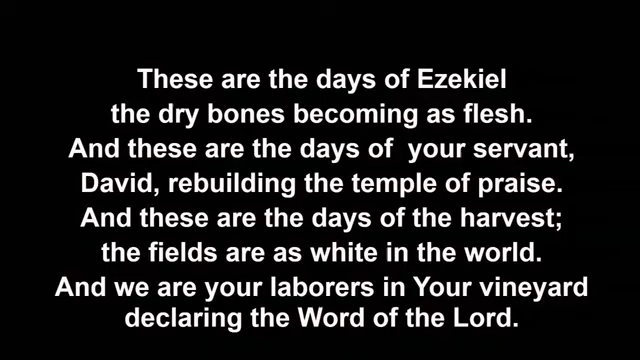 These are the days of Ezekiel
the dry bones becoming as flesh.
And these are the days of  your servant,
David, rebuilding the temple of praise.
And these are the days of the harvest;
the fields are as white in the world.
And we are your laborers in Your vineyard
declaring the Word of the Lord.